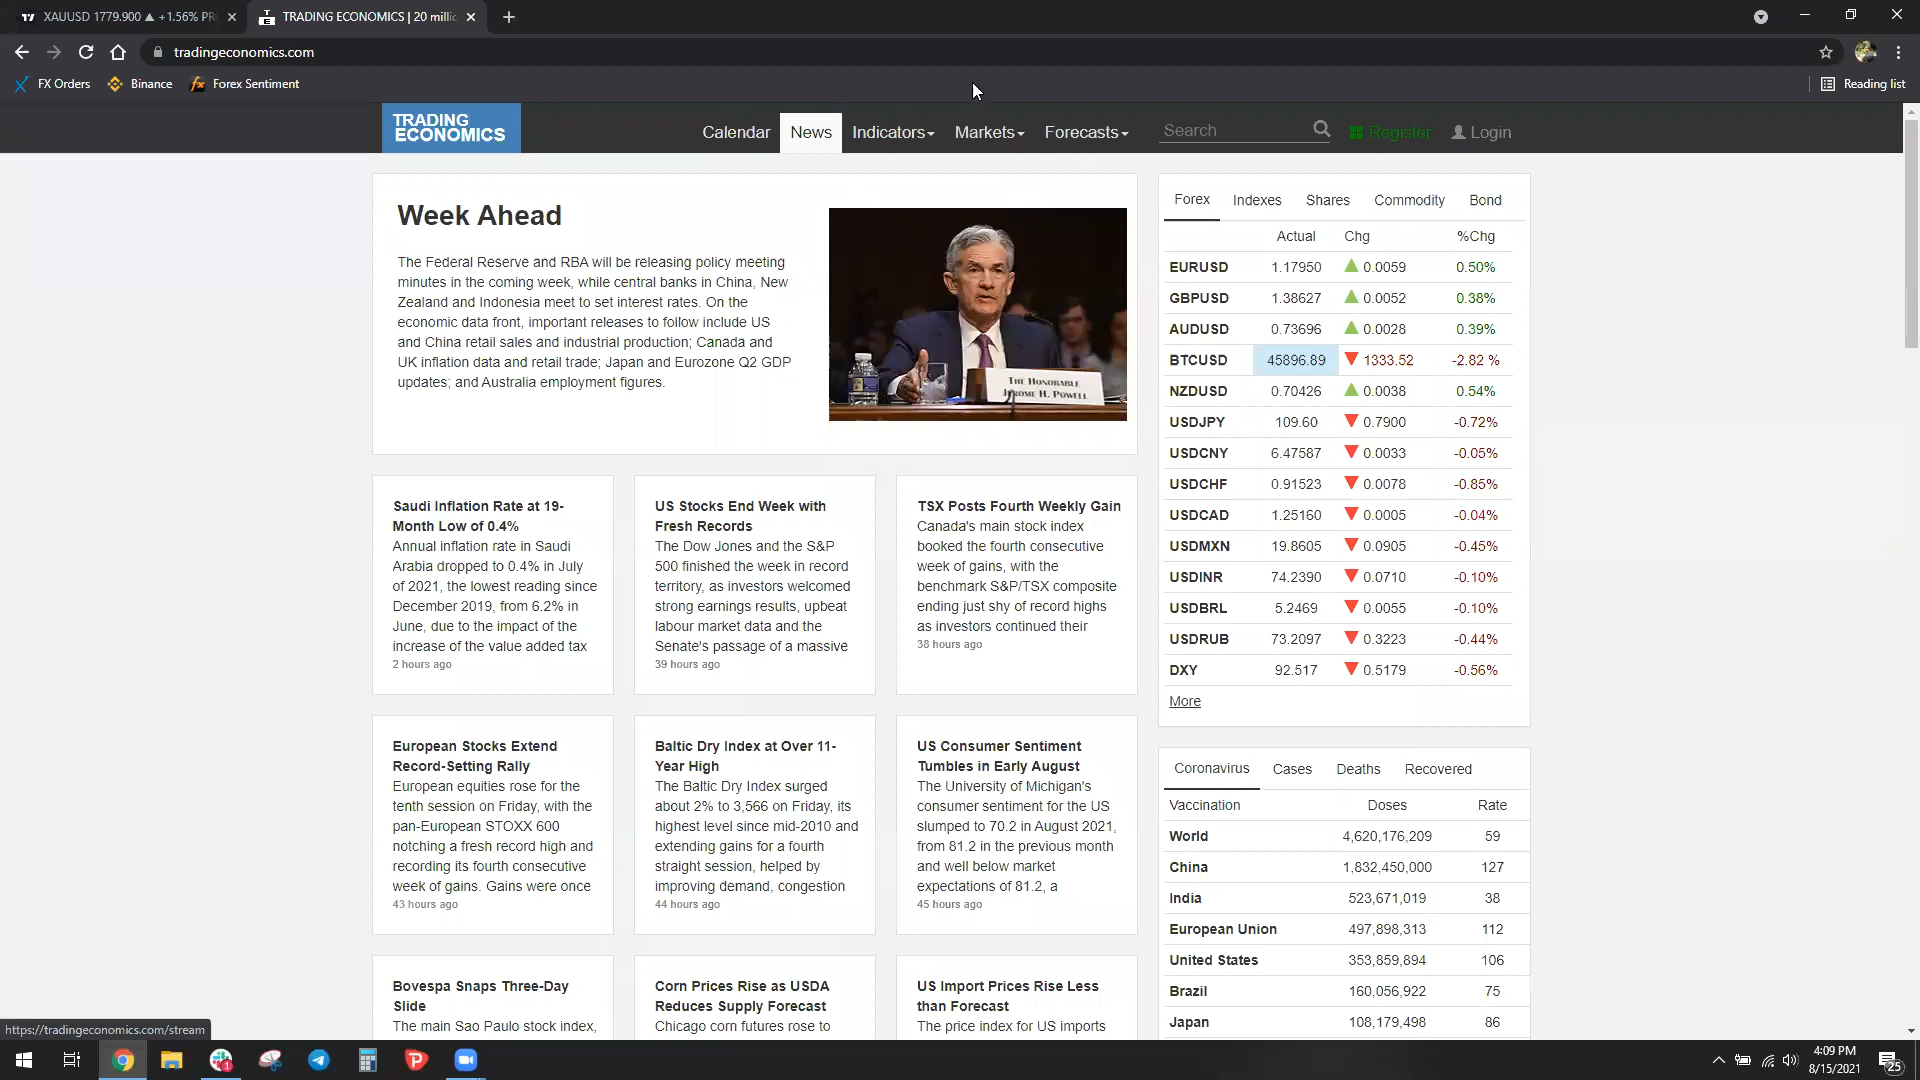 XAUUSD 1779.900 ▲ +1.56% PR
TRADING ECONOMICS | 20 millio
tradingeconomics.com
FX Orders
Binance
Forex Sentiment
Reading list
TRADING
ECONOMICS
Calendar
News
Indicators
Markets
Forecasts
Search
Register
Login
Week Ahead
The Federal Reserve and RBA will be releasing policy meeting
minutes in the coming week, while central banks in China, New
Zealand and Indonesia meet to set interest rates. On the
economic data front, important releases to follow include US
and China retail sales and industrial production; Canada and
UK inflation data and retail trade; Japan and Eurozone Q2 GDP
updates; and Australia employment figures.
THE HONORABLE
JEROME H. POWELL
Saudi Inflation Rate at 19-
Month Low of 0.4%
Annual inflation rate in Saudi
Arabia dropped to 0.4% in July
of 2021, the lowest reading since
December 2019, from 6.2% in
June, due to the impact of the
increase of the value added tax
2 hours ago
US Stocks End Week with
Fresh Records
The Dow Jones and the S&P
500 finished the week in record
territory, as investors welcomed
strong earnings results, upbeat
labour market data and the
Senate's passage of a massive
39 hours ago
TSX Posts Fourth Weekly Gain
Canada's main stock index
booked the fourth consecutive
week of gains, with the
benchmark S&P/TSX composite
ending just shy of record highs
as investors continued their
38 hours ago
European Stocks Extend
Record-Setting Rally
European equities rose for the
tenth session on Friday, with the
pan-European STOXX 600
notching a fresh record high and
recording its fourth consecutive
week of gains. Gains were once
43 hours ago
Baltic Dry Index at Over 11-
Year High
The Baltic Dry Index surged
about 2% to 3,566 on Friday, its
highest level since mid-2010 and
extending gains for a fourth
straight session, helped by
improving demand, congestion
44 hours ago
US Consumer Sentiment
Tumbles in Early August
The University of Michigan's
consumer sentiment for the US
slumped to 70.2 in August 2021,
from 81.2 in the previous month
and well below market
expectations of 81.2, a
45 hours ago
Bovespa Snaps Three-Day
Slide
The main Sao Paulo stock index,
Corn Prices Rise as USDA
Reduces Supply Forecast
Chicago corn futures rose to
US Import Prices Rise Less
than Forecast
The price index for US imports
Forex Indexes Shares Commodity Bond
Actual Chg %Chg
EURUSD 1.17950 0.0059 0.50%
GBPUSD 1.38627 0.0052 0.38%
AUDUSD 0.73696 0.0028 0.39%
BTCUSD 45896.89 1333.52 -2.82 %
NZDUSD 0.70426 0.0038 0.54%
USDJPY 109.60 0.7900 -0.72%
USDCNY 6.47587 0.0033 -0.05%
USDCHF 0.91523 0.0078 -0.85%
USDCAD 1.25160 0.0005 -0.04%
USDMXN 19.8605 0.0905 -0.45%
USDINR 74.2390 0.0710 -0.10%
USDBRL 5.2469 0.0055 -0.10%
USDRUB 73.2097 0.3223 -0.44%
DXY 92.517 0.5179 -0.56%
More
Coronavirus Cases Deaths Recovered
Vaccination Doses Rate
World 4,620,176,209 59
China 1,832,450,000 127
India 523,671,019 38
European Union 497,898,313 112
United States 353,859,894 106
Brazil 160,056,922 75
Japan 108,179,498 86
https://tradingeconomics.com/stream
4:09 PM
8/15/2021
25